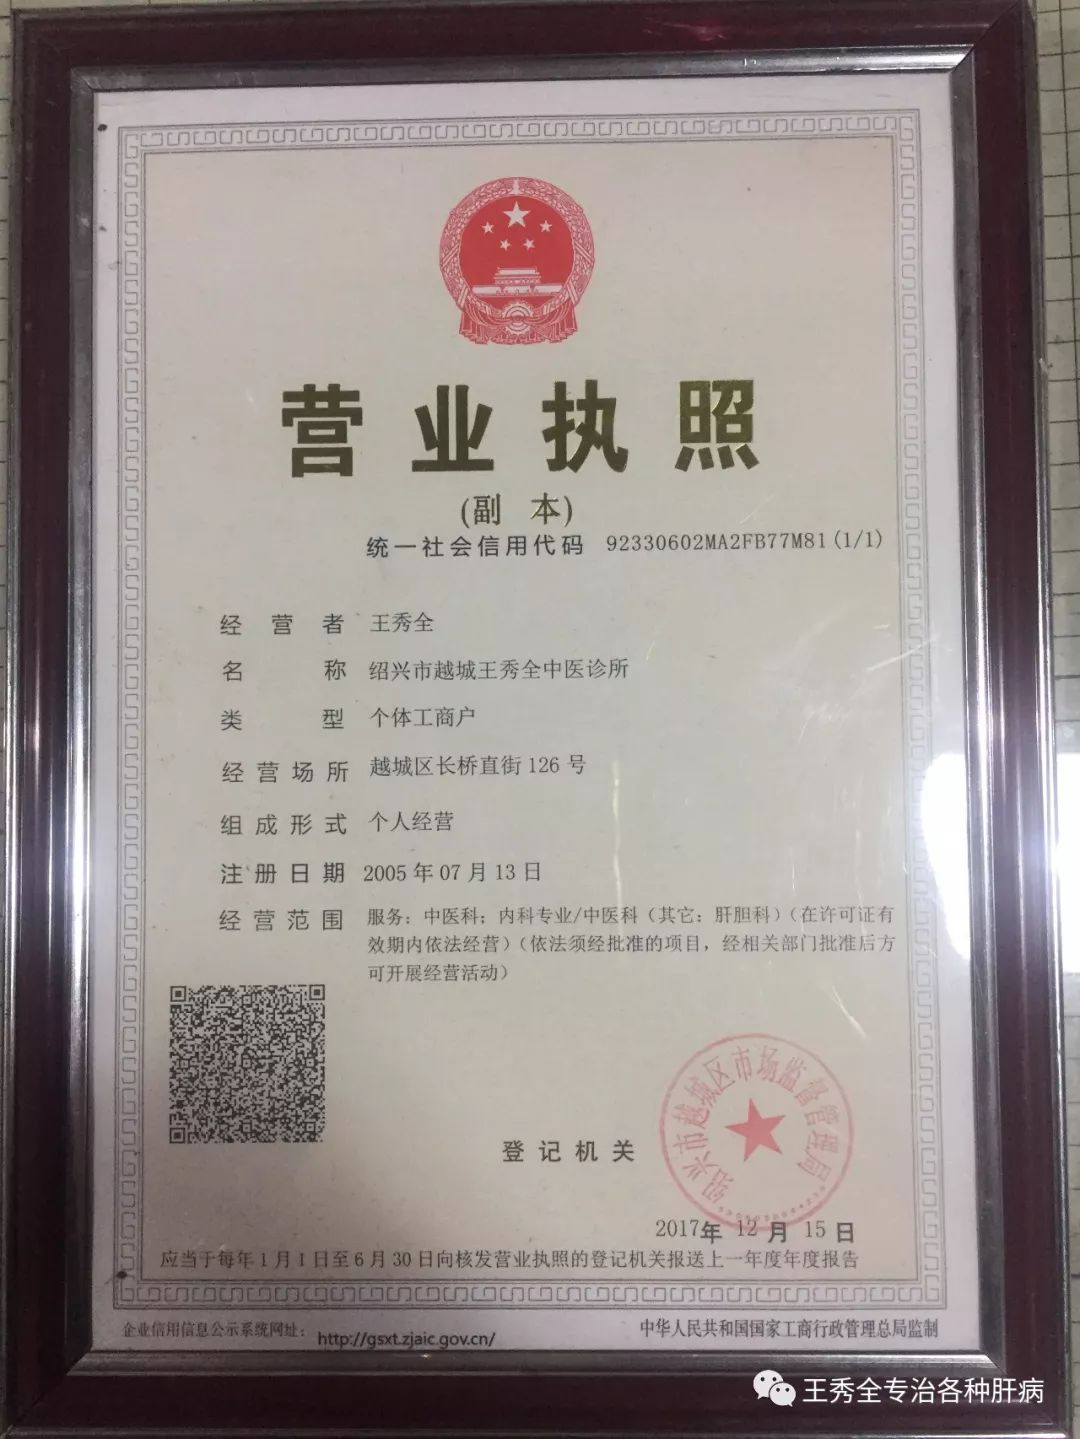 营业执照
(副 本)
统一社会信用代码 92330602MA2FB77M81(1/1)
经营者 王秀全
名称 绍兴市越城王秀全中医诊所
类型 个体工商户
经营场所 越城区长桥直街126号
组成形式 个人经营
注册日期 2005年07月13日
经营范围 服务：中医科；内科专业/中医科（其它：肝胆科）（在许可证有
效期内依法经营）（依法须经批准的项目，经相关部门批准后方
可开展经营活动）
绍兴市越城区市场监督管理局
登记机关
2017年 12月 15日
应当于每年1月1日至6月30日向核发营业执照的登记机关报送上一年度年度报告
企业信用信息公示系统网址： http://gsxt.zjaic.gov.cn/
中华人民共和国国家工商行政管理总局监制
王秀全专治各种肝病